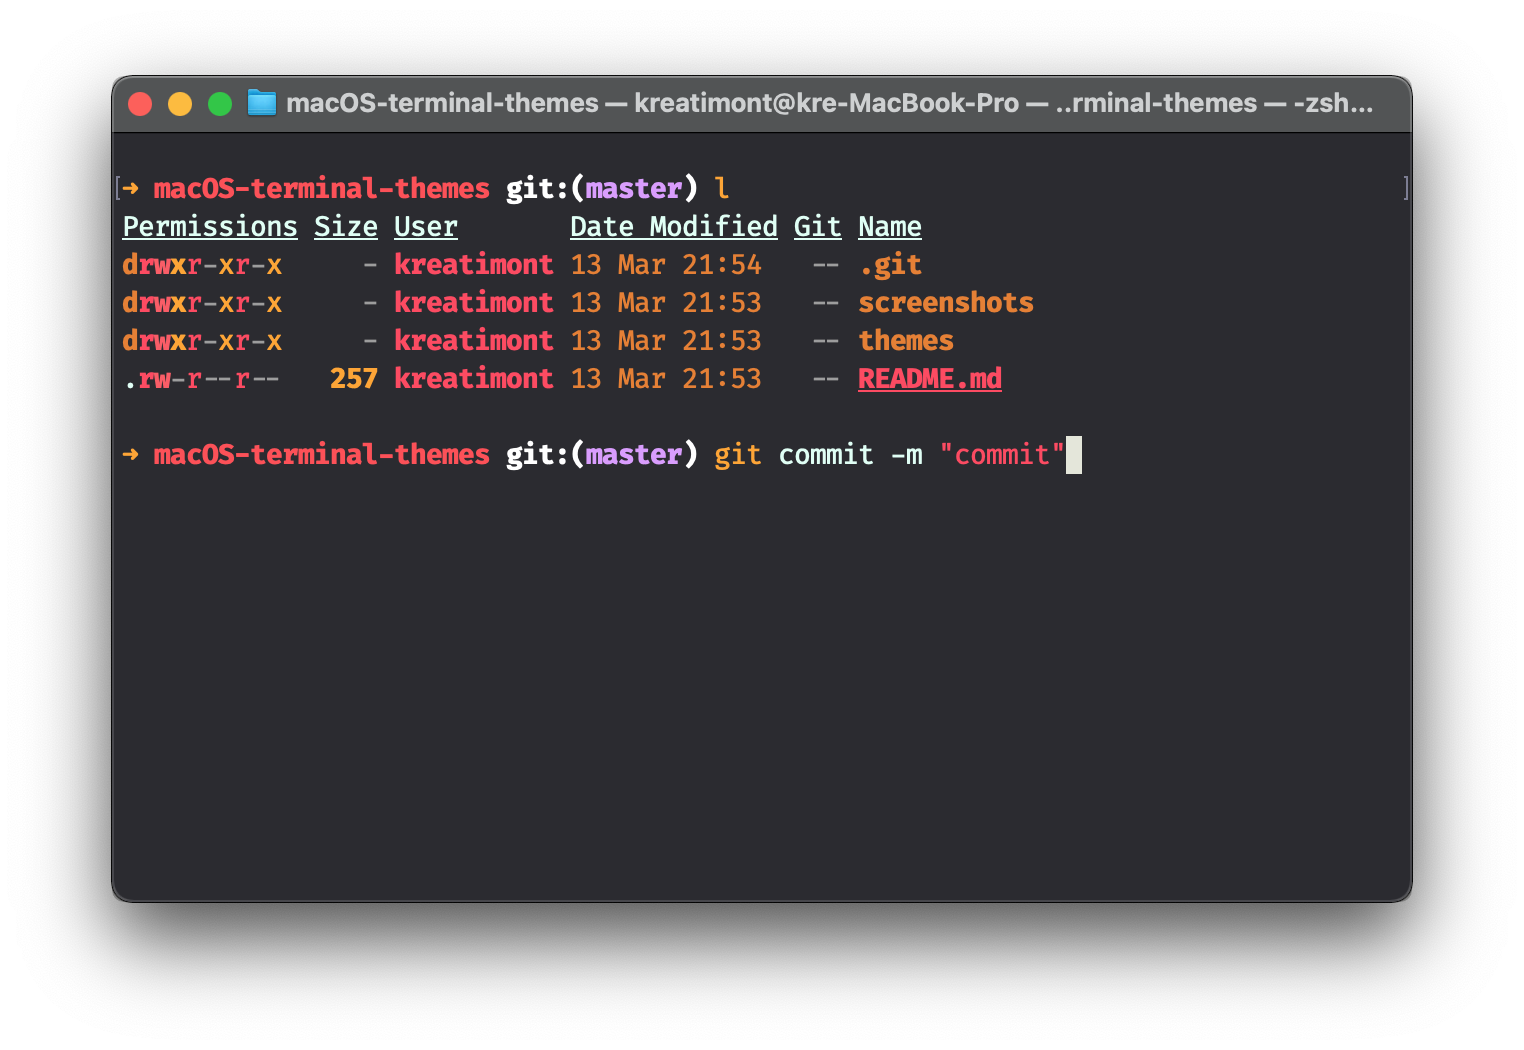 macOS-terminal-themes — kreatimont@kre-MacBook-Pro — ..rminal-themes — -zsh...
[➜ macOS-terminal-themes git:(master) l ]
Permissions Size User Date Modified Git Name
drwxr-xr-x - kreatimont 13 Mar 21:54 -- .git
drwxr-xr-x - kreatimont 13 Mar 21:53 -- screenshots
drwxr-xr-x - kreatimont 13 Mar 21:53 -- themes
.rw-r--r-- 257 kreatimont 13 Mar 21:53 -- README.md
➜ macOS-terminal-themes git:(master) git commit -m "commit"